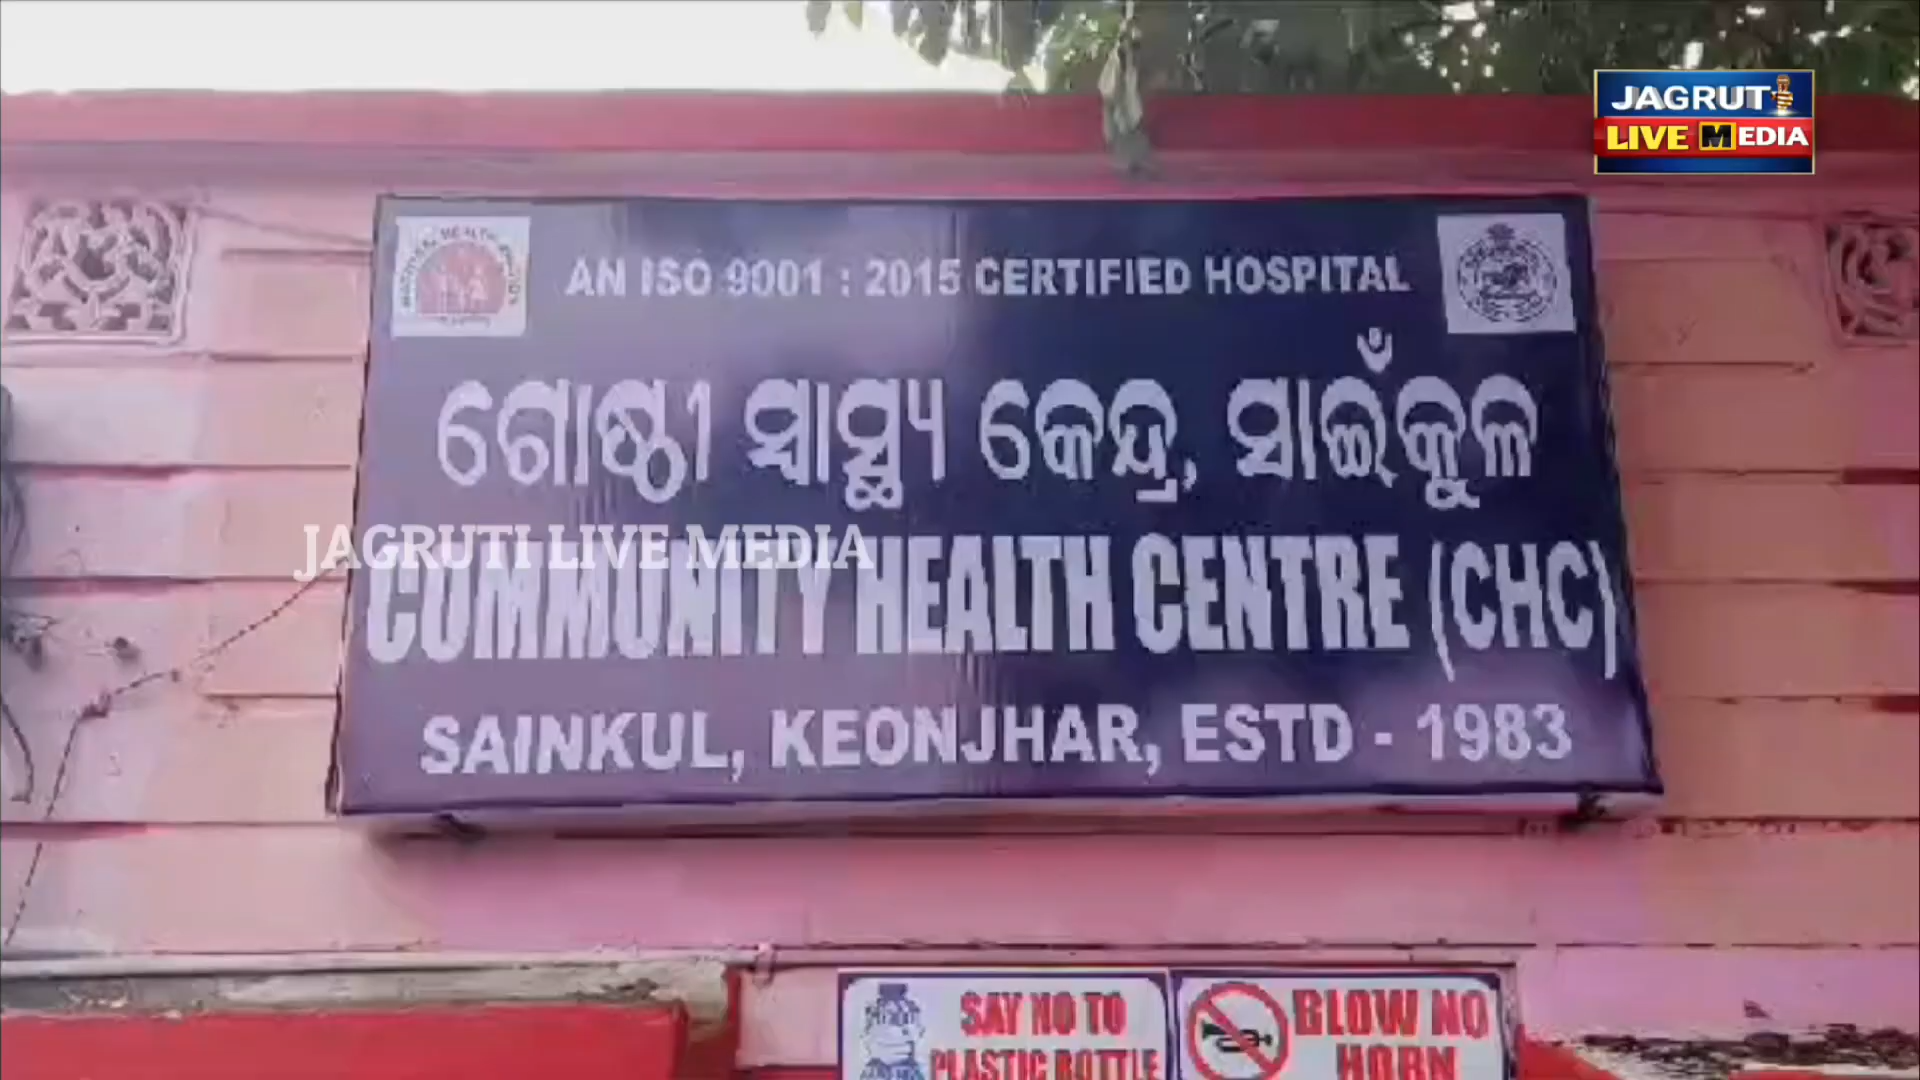 JAGRUTI
LIVE MEDIA
AN ISO 9001 : 2015 CERTIFIED HOSPITAL
ଗୋଷ୍ଠୀ ସ୍ୱାସ୍ଥ୍ୟ କେନ୍ଦ୍ର, ସାଇଁକୁଳ
JAGRUTI LIVE MEDIA
COMMUNITY HEALTH CENTRE (CHC)
SAINKUL, KEONJHAR, ESTD - 1983
SAY NO TO
PLASTIC BOTTLE
BLOW NO
HORN